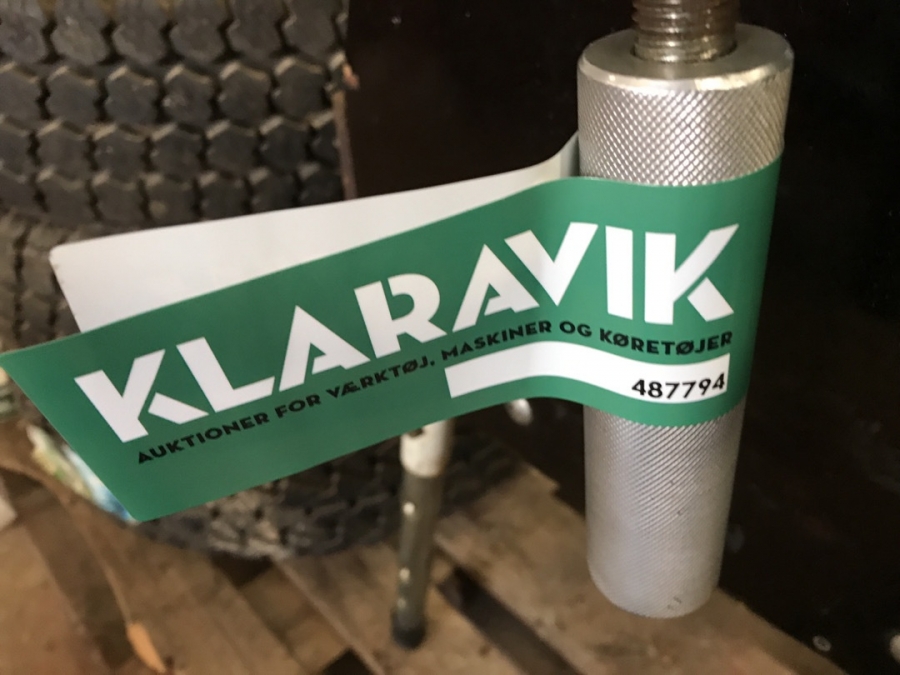 KLARAVIK
AUKTIONER FOR VÆRKTØJ, MASKINER OG KØRETØJER
487794